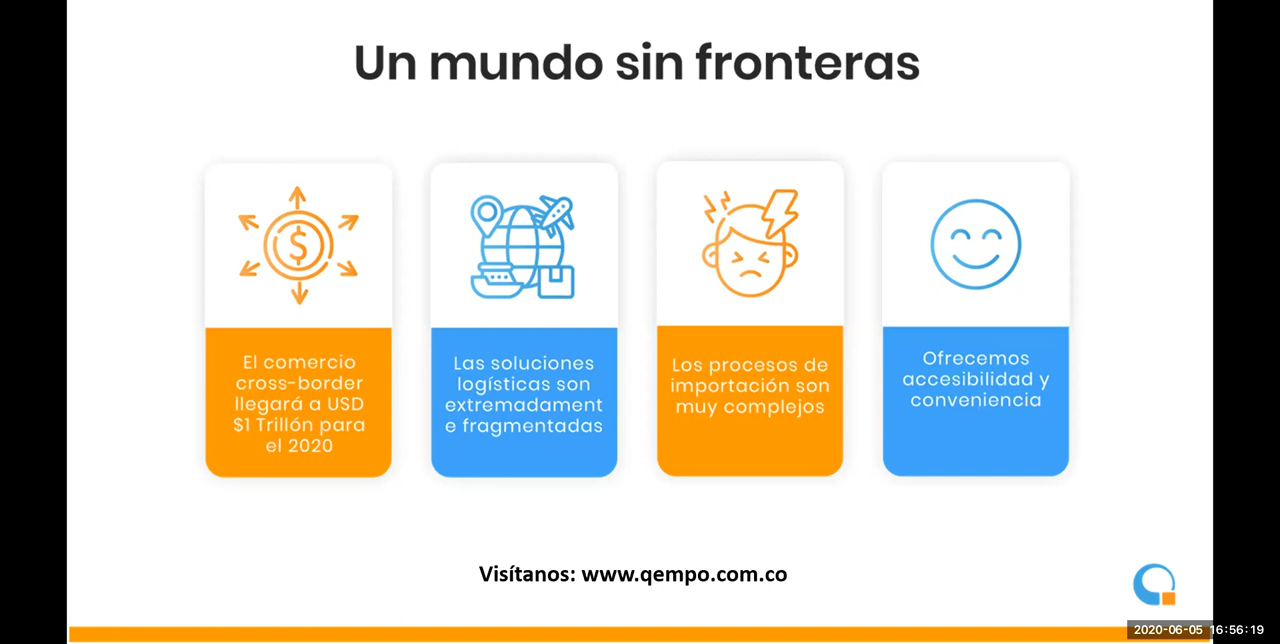 Un mundo sin fronteras
$
El comercio
cross-border
llegará a USD
$1 Trillón para
el 2020
Las soluciones
logísticas son
extremadament
e fragmentadas
Los procesos de
importación son
muy complejos
Ofrecemos
accesibilidad y
conveniencia
Visítanos: www.qempo.com.co
2020-06-05 16:56:19